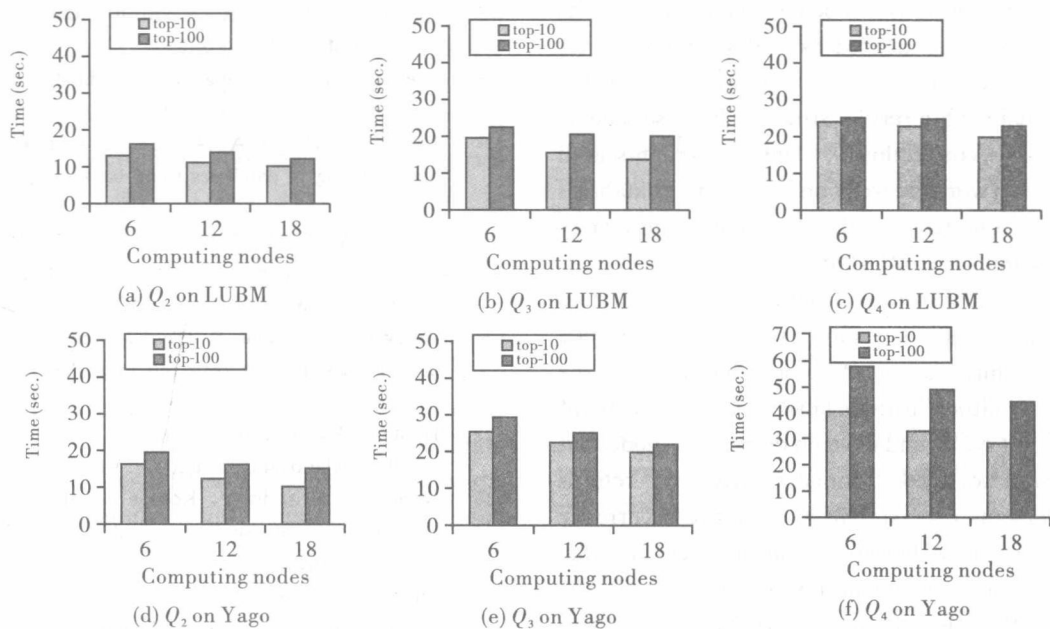 50
40
30
20
10
0
Time (sec.)
top-10
top-100
6 12 18
Computing nodes
(a) Q₂ on LUBM
50
40
30
20
10
0
Time (sec.)
top-10
top-100
6 12 18
Computing nodes
(b) Q₃ on LUBM
50
40
30
20
10
0
Time (sec.)
top-10
top-100
6 12 18
Computing nodes
(c) Q₄ on LUBM
50
40
30
20
10
0
Time (sec.)
top-10
top-100
6 12 18
Computing nodes
(d) Q₂ on Yago
50
40
30
20
10
0
Time (sec.)
top-10
top-100
6 12 18
Computing nodes
(e) Q₃ on Yago
70
60
50
40
30
20
10
0
Time (sec.)
top-10
top-100
6 12 18
Computing nodes
(f) Q₄ on Yago